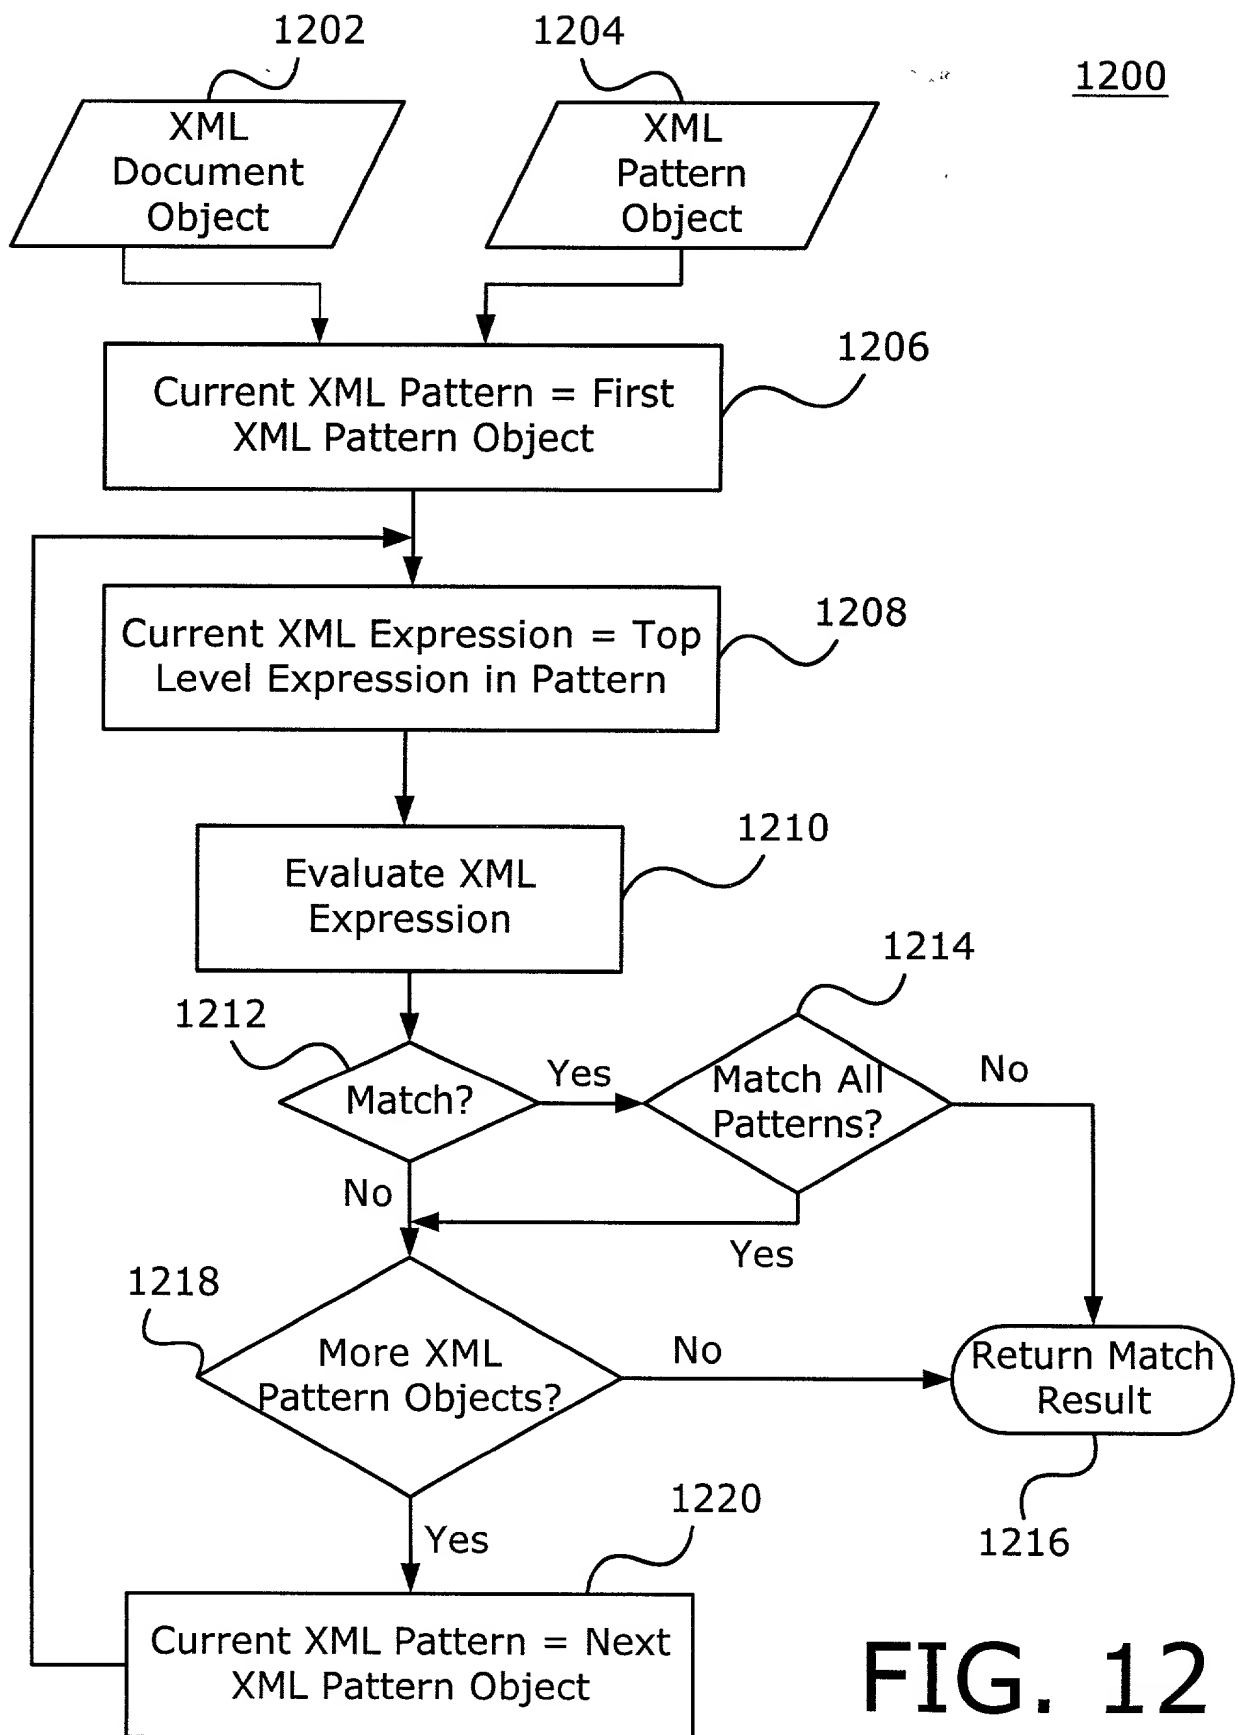 1202
1204
1200
XML
Document
Object
XML
Pattern
Object
1206
Current XML Pattern = First
XML Pattern Object
1208
Current XML Expression = Top
Level Expression in Pattern
1210
Evaluate XML
Expression
1214
1212
Match?
Yes
Match All
Patterns?
No
No
Yes
1218
More XML
Pattern Objects?
No
Return Match
Result
1216
Yes
1220
Current XML Pattern = Next
XML Pattern Object
FIG. 12